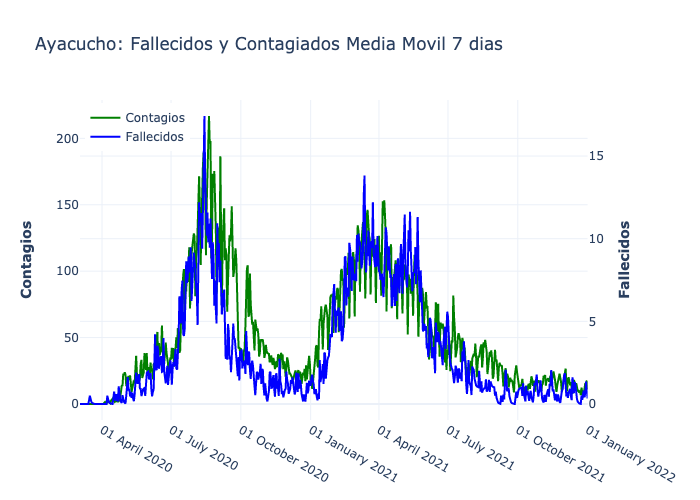 Ayacucho: Fallecidos y Contagiados Media Movil 7 dias
Contagios
Fallecidos
200
150
100
50
0
15
10
5
0
Contagios
Fallecidos
01 April 2020
01 July 2020
01 October 2020
01 January 2021
01 April 2021
01 July 2021
01 October 2021
01 January 2022